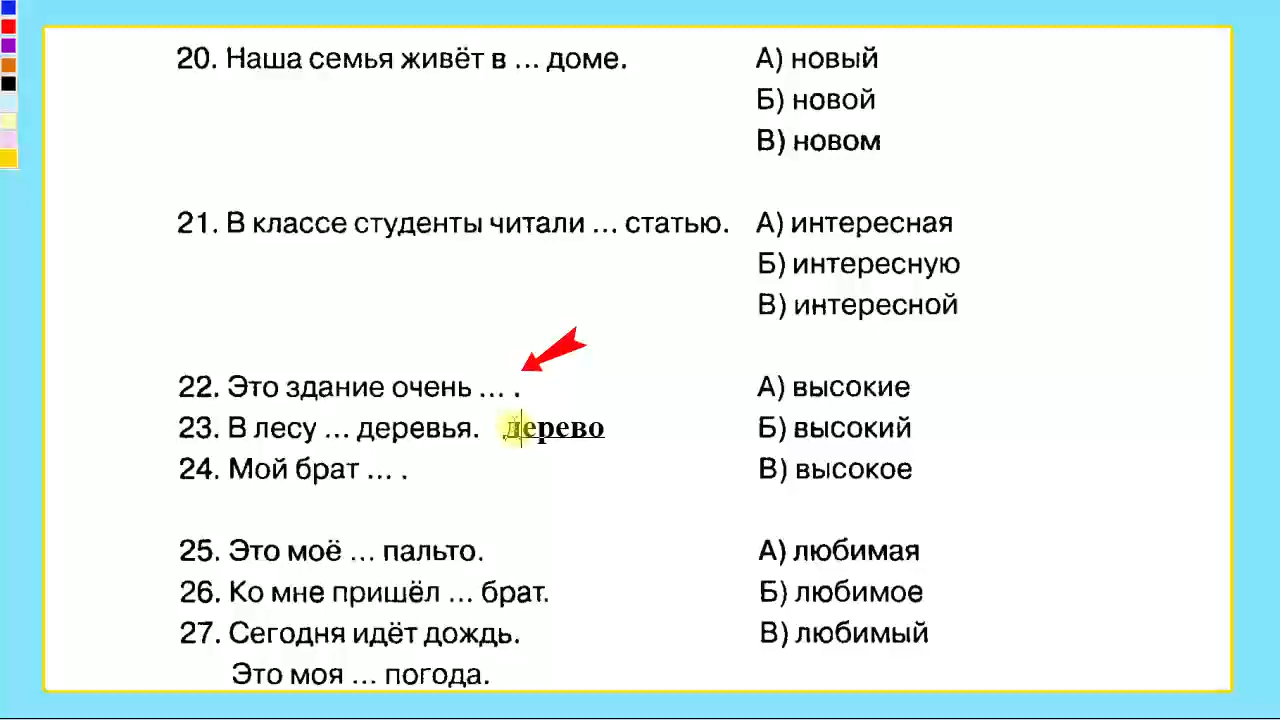 20. Наша семья живёт в ... доме. А) новый
Б) новой
В) новом
21. В классе студенты читали ... статью. А) интересная
Б) интересную
В) интересной
22. Это здание очень ... . А) высокие
23. В лесу ... деревья. дерево Б) высокий
24. Мой брат ... . В) высокое
25. Это моё ... пальто. А) любимая
26. Ко мне пришёл ... брат. Б) любимое
27. Сегодня идёт дождь. В) любимый
Это моя ... погода.